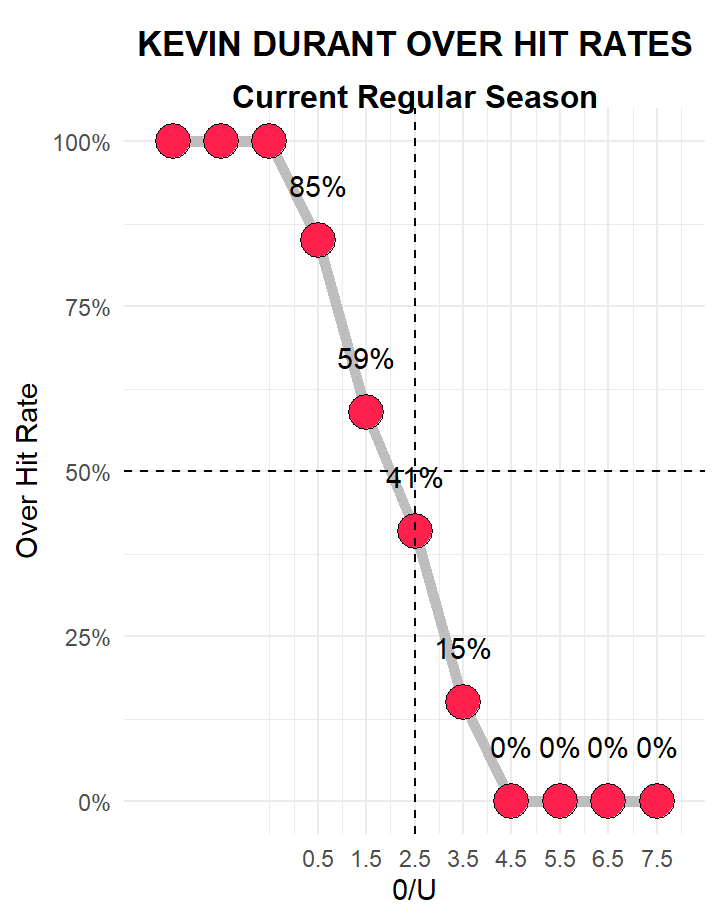 KEVIN DURANT OVER HIT RATES
Current Regular Season
100%
85%
75%
59%
Over Hit Rate
50%
41%
25%
15%
0% 0% 0% 0%
0%
0.5 1.5 2.5 3.5 4.5 5.5 6.5 7.5
0/U